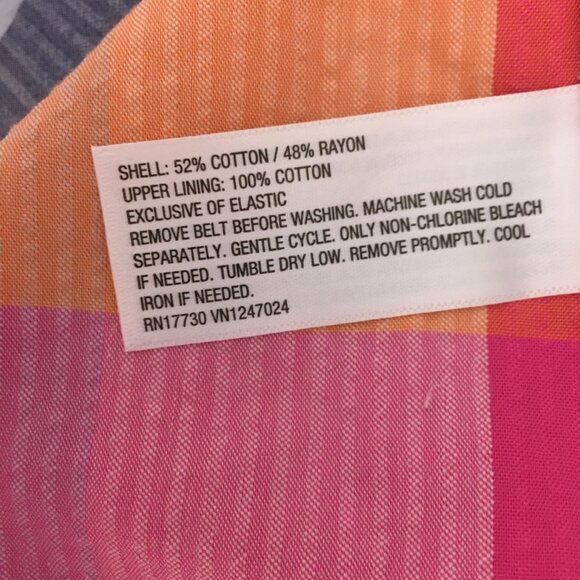 SHELL: 52% COTTON / 48% RAYON
UPPER LINING: 100% COTTON
EXCLUSIVE OF ELASTIC
REMOVE BELT BEFORE WASHING. MACHINE WASH COLD
SEPARATELY. GENTLE CYCLE. ONLY NON-CHLORINE BLEACH
IF NEEDED. TUMBLE DRY LOW. REMOVE PROMPTLY. COOL
IRON IF NEEDED.
RN17730 VN1247024